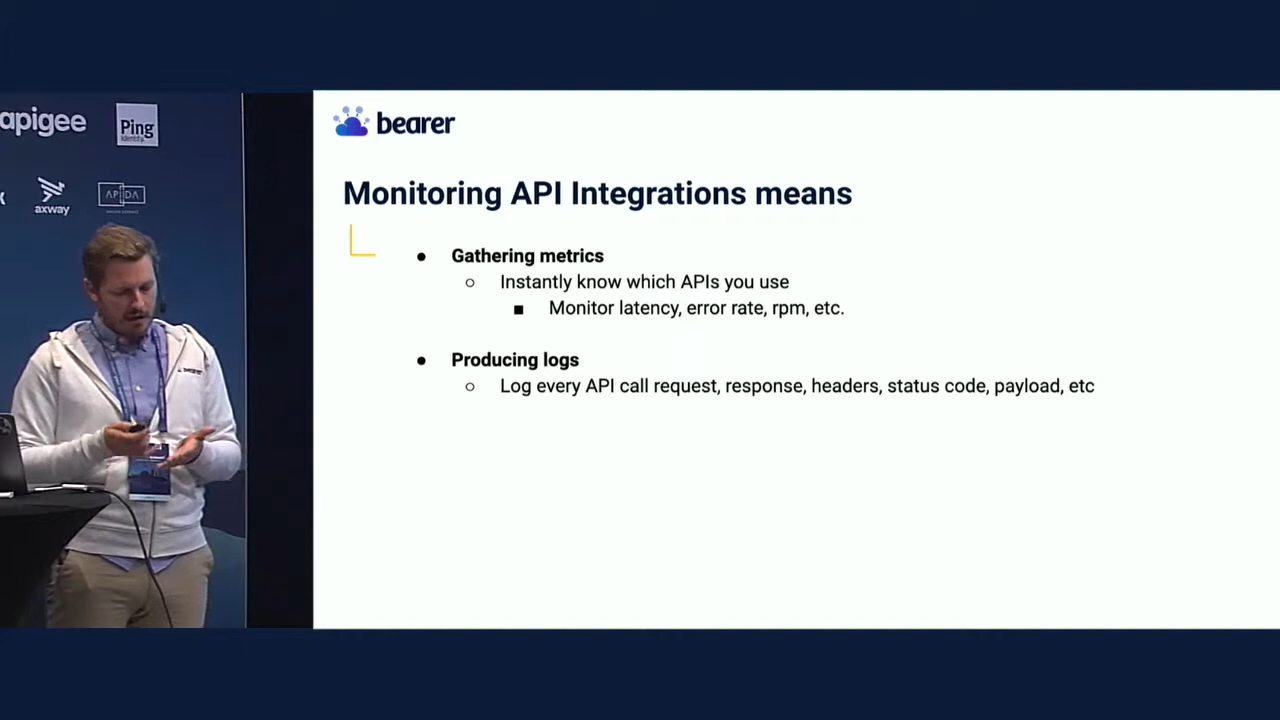 apigee
Ping
Identity
axway
bearer
Monitoring API Integrations means
● Gathering metrics
○ Instantly know which APIs you use
■ Monitor latency, error rate, rpm, etc.
● Producing logs
○ Log every API call request, response, headers, status code, payload, etc